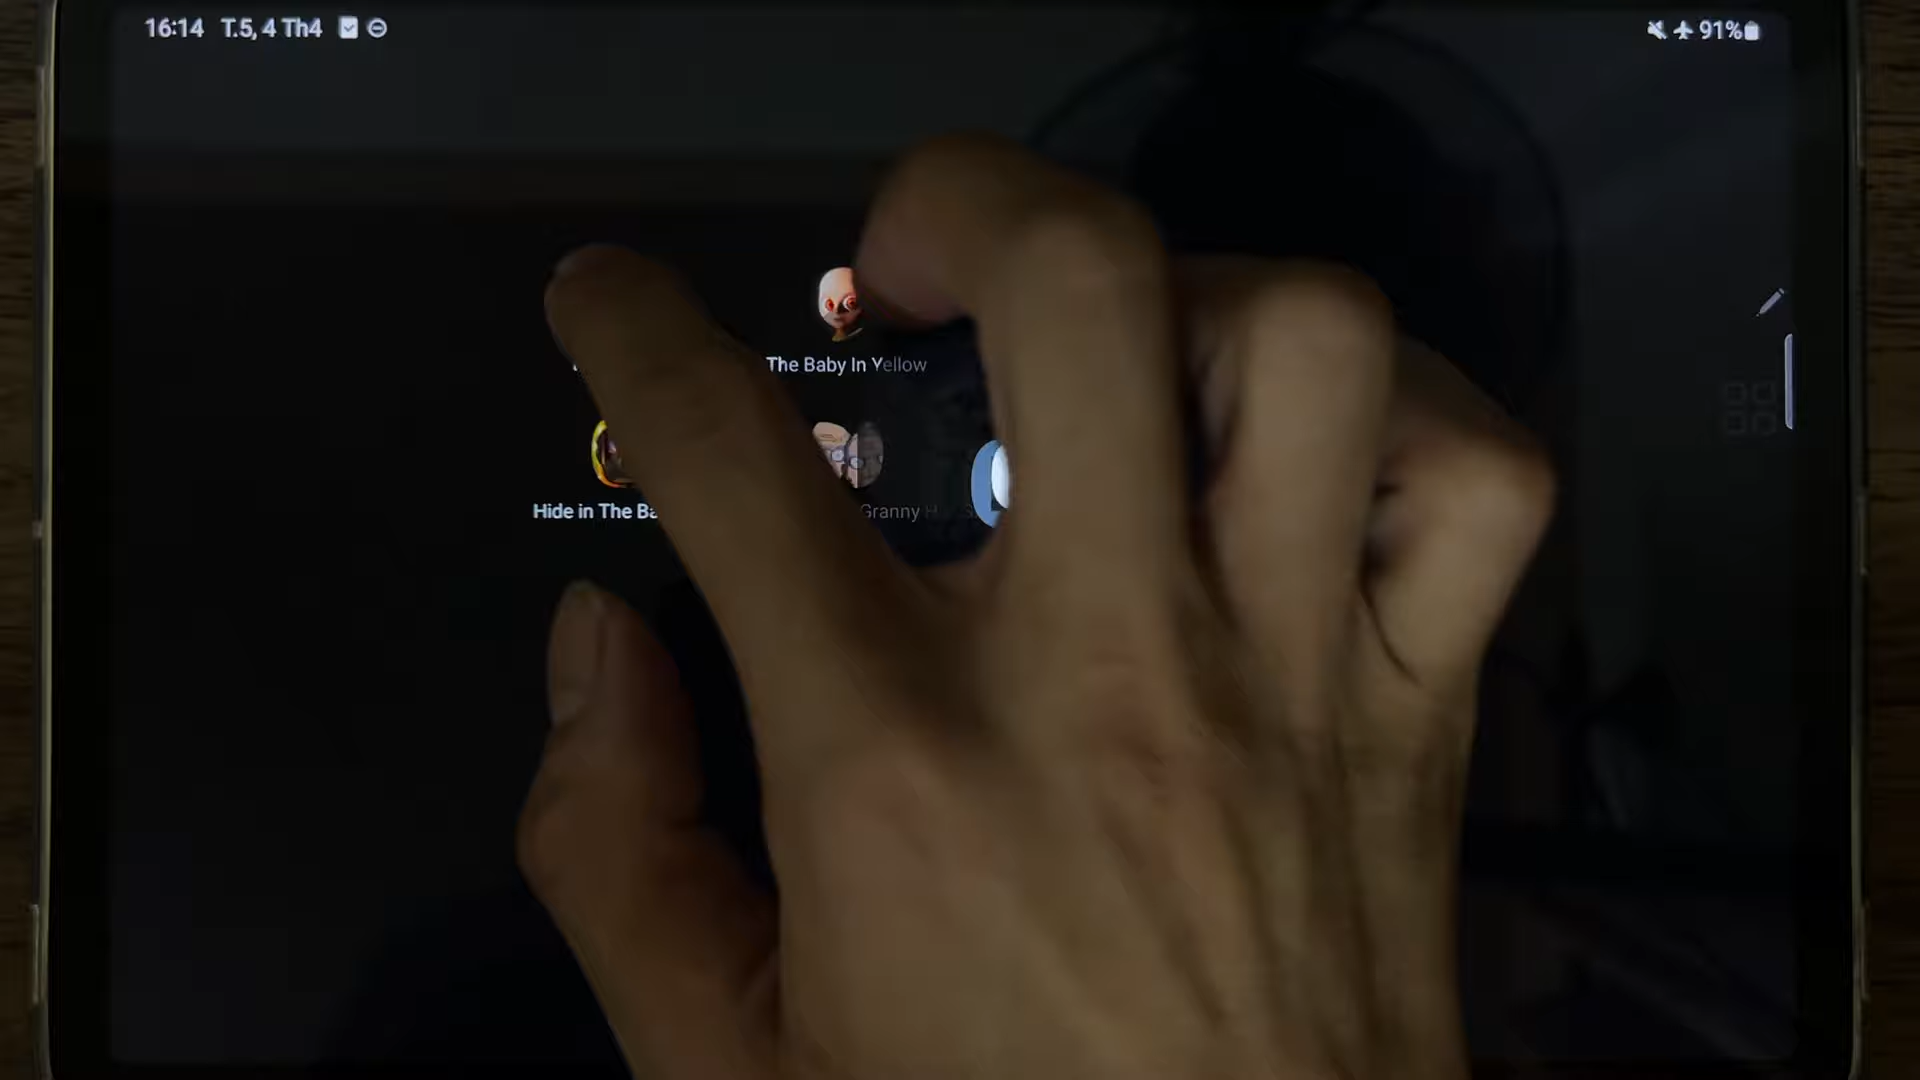 16:14 T.5, 4 Th4
91%
The Baby In Yellow
Hide in The Ba
Granny H